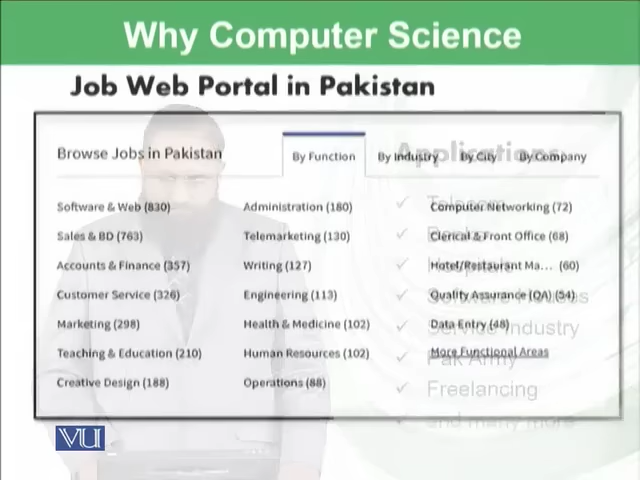 Why Computer Science
Job Web Portal in Pakistan
Applications
Browse Jobs in Pakistan
By Function
By Industry
By City
By Company
Software & Web (830)
Administration (180)
Computer Networking (72)
Sales & BD (763)
Telemarketing (130)
Clerical & Front Office (68)
Accounts & Finance (357)
Writing (127)
Hotel/Restaurant Ma... (60)
Customer Service (326)
Engineering (113)
Quality Assurance (QA) (54)
Marketing (298)
Health & Medicine (102)
Data Entry (48)
Service Industry
Teaching & Education (210)
Human Resources (102)
More Functional Areas
Pak Army
Creative Design (188)
Operations (88)
Freelancing
and many more
VU